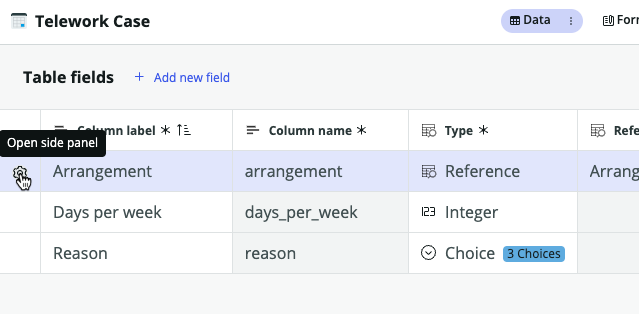 Telework Case
Data
Forr
Table fields
+ Add new field
Column label * Column name * Type * Refe
Open side panel
Arrangement arrangement Reference Arrang
Days per week days_per_week 123 Integer
Reason reason Choice 3 Choices